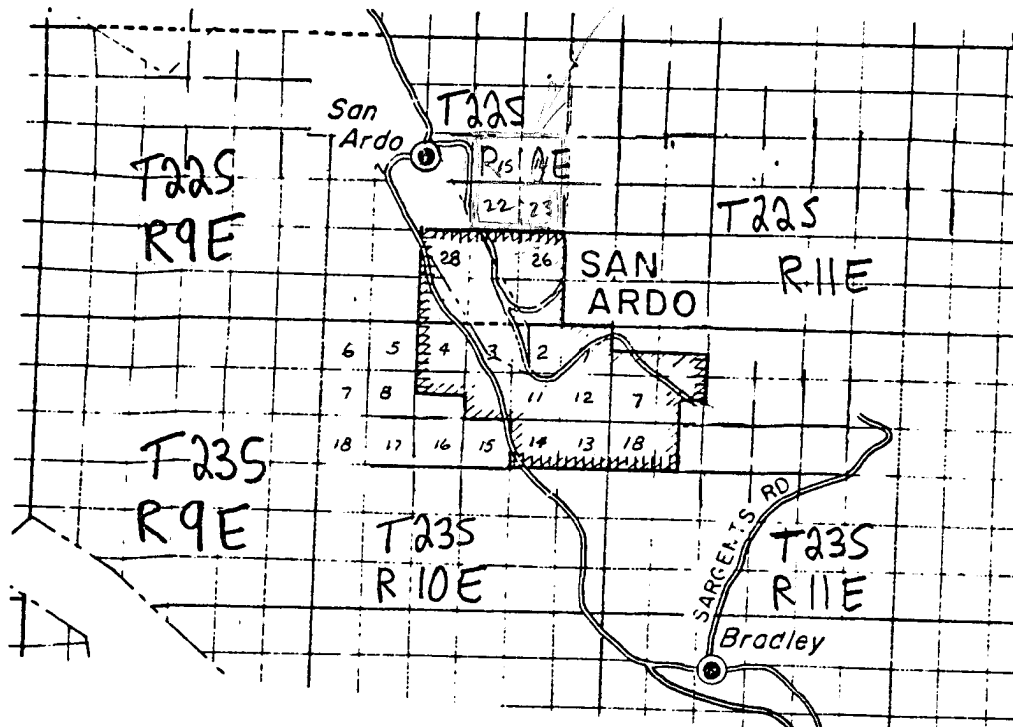 San
Ardo
T22S
T22S
R9E
22 23
T22S
R11E
28 26
SAN
ARDO
6 5 4 3 2
7 8 11 12 7
18 17 16 15 14 13 18
T23S
R9E
T23S
R10E
SARGENTS RD
T23S
R11E
Bradley